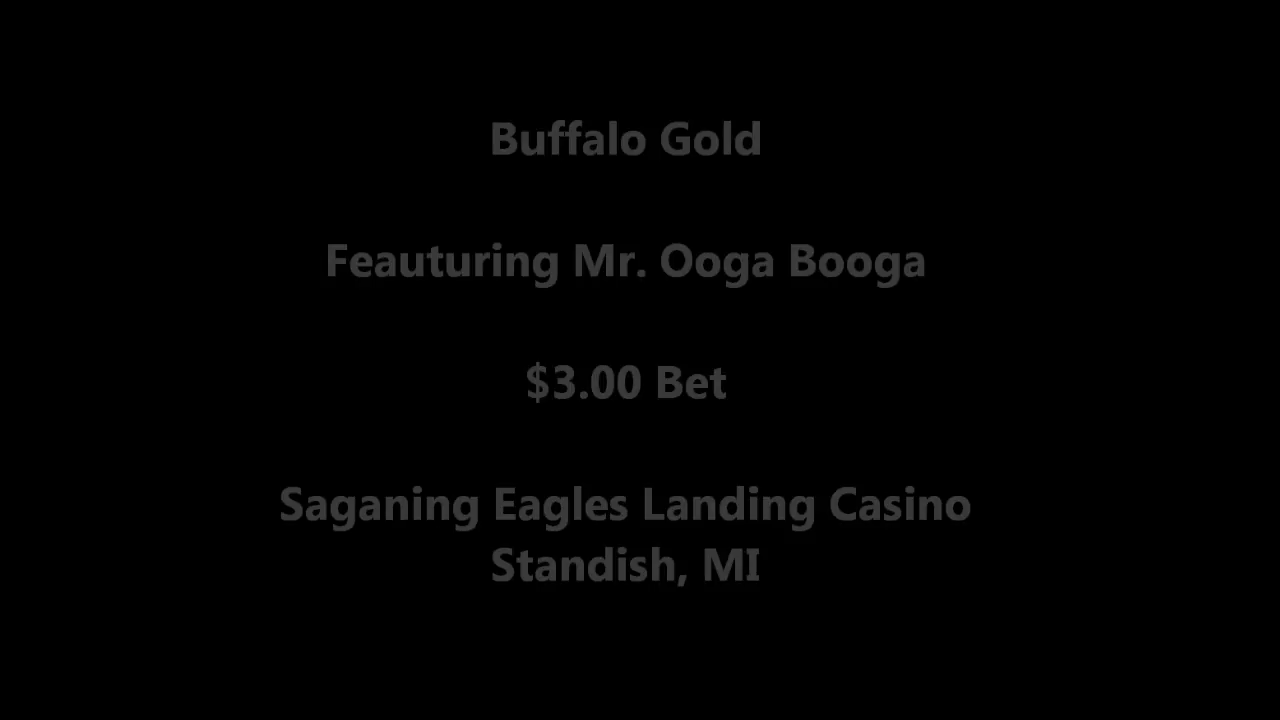 Buffalo Gold
Feauturing Mr. Ooga Booga
$3.00 Bet
Saganing Eagles Landing Casino
Standish, MI